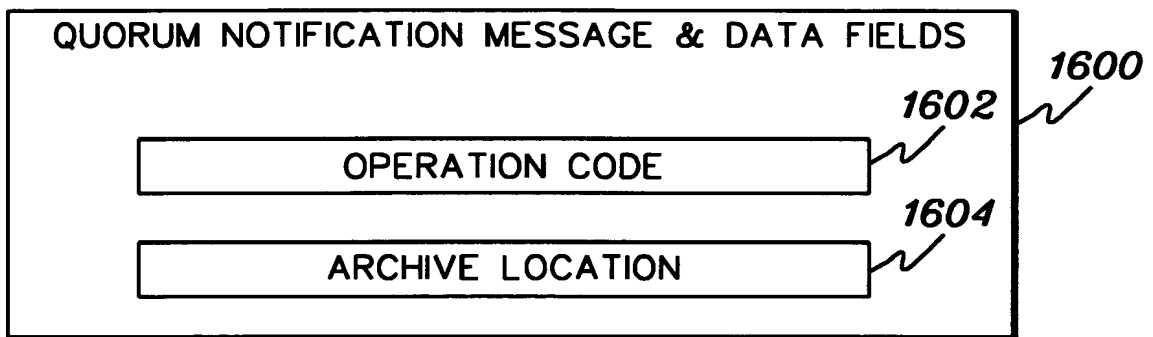 QUORUM NOTIFICATION MESSAGE & DATA FIELDS
1600
1602
OPERATION CODE
1604
ARCHIVE LOCATION